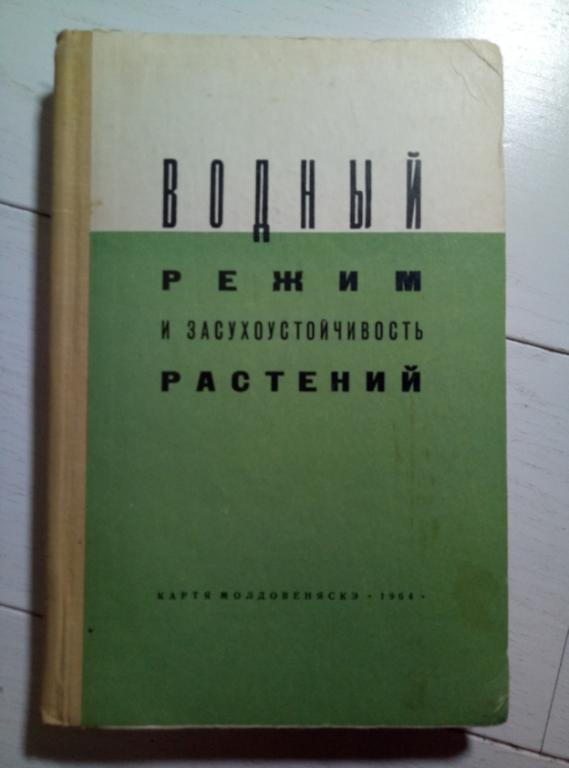 ВОДНЫЙ
РЕЖИМ
И ЗАСУХОУСТОЙЧИВОСТЬ
РАСТЕНИЙ
КАРТЯ МОЛДОВЕНЯСКЭ • 1964 •